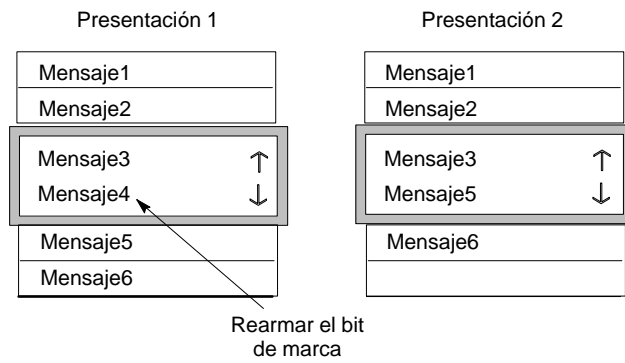 Presentación 1
Mensaje1
Mensaje2
Mensaje3
Mensaje4
Mensaje5
Mensaje6
Rearmar el bit
de marca
Presentación 2
Mensaje1
Mensaje2
Mensaje3
Mensaje5
Mensaje6